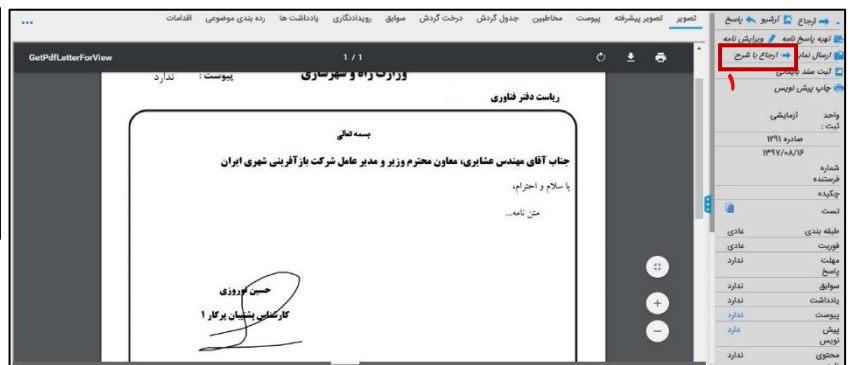 تصویر تصویر پیشرفته پیوست مخاطبین جدول گردش درخت گردش سوابق رویدادنگاری یادداشت ها رده بندی موضوعی اقدامات
GetPdfLetterForView
1 / 1
وزارت راه و شهرسازی
پیوست : ندارد
ریاست دفتر فناوری
بسمه تعالی
جناب آقای مهندس عشایری، معاون محترم وزیر و مدیر عامل شرکت بازآفرینی شهری ایران
با سلام و احترام،
متن نامه...
حسین نوروزی
کارشناس پشتیبان پرگار ۱
ارجاع آرشیو پاسخ
تهیه پاسخ نامه ویرایش نامه
ارسال نمابر ارجاع با شرح
ثبت سند بایگانی
۱
چاپ پیش نویس
واحد ثبت : آزمایشی
صادره ۱۲۹۱
۱۳۹۷/۰۸/۱۶
شماره فرستنده
چکیده
تست
طبقه بندی عادی
فوریت عادی
مهلت پاسخ ندارد
سوابق ندارد
یادداشت ندارد
پیوست ندارد
پیش نویس دارد
محتوی ندارد